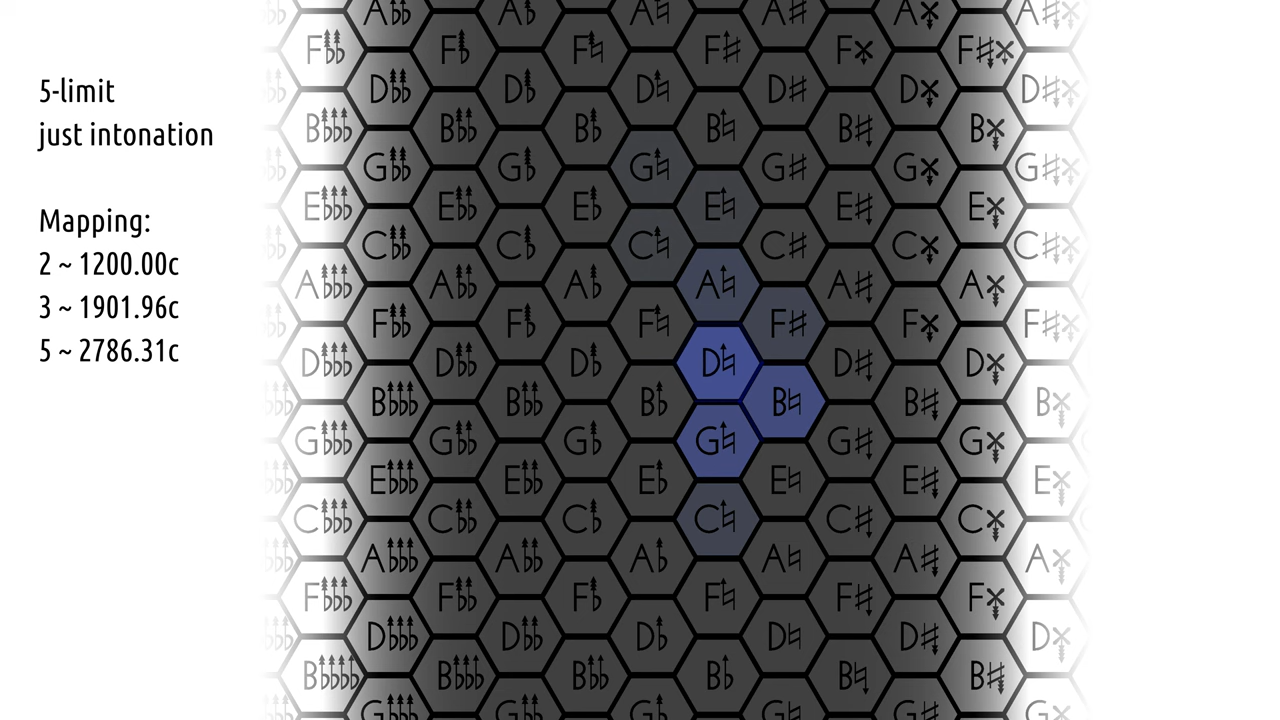 5-limit
just intonation
Mapping:
2 ~ 1200.00c
3 ~ 1901.96c
5 ~ 2786.31c
A♭♭ A♭ A♮ A♯ A𝄪 A♯𝄪
F♭♭ F♭ F♮ F♯ F𝄪 F♯𝄪
D♭♭ D♭ D♮ D♯ D𝄪 D♯𝄪
B♭♭♭ B♭♭ B♭ B♮ B♯ B𝄪
G♭♭ G♭ G♮ G♯ G𝄪 G♯𝄪
E♭♭♭ E♭♭ E♭ E♮ E♯ E𝄪
C♭♭ C♭ C♮ C♯ C𝄪 C♯𝄪
A♭♭♭ A♭♭ A♭ A♮ A♯ A𝄪
F♭♭ F♭ F♮ F♯ F𝄪 F♯𝄪
D♭♭♭ D♭♭ D♭ D♮ D♯ D𝄪
B♭♭♭ B♭♭ B♭ B♮ B♯ B𝄪
G♭♭♭ G♭♭ G♭ G♮ G♯ G𝄪
E♭♭♭ E♭♭ E♭ E♮ E♯ E𝄪
C♭♭♭ C♭♭ C♭ C♮ C♯ C𝄪
A♭♭♭ A♭♭ A♭ A♮ A♯ A𝄪
F♭♭♭ F♭♭ F♭ F♮ F♯ F𝄪
D♭♭♭ D♭♭ D♭ D♮ D♯ D𝄪
B♭♭♭♭ B♭♭♭ B♭♭ B♭ B♮ B♯
G♭♭♭ G♭♭ G♭ G♮ G♯ G𝄪